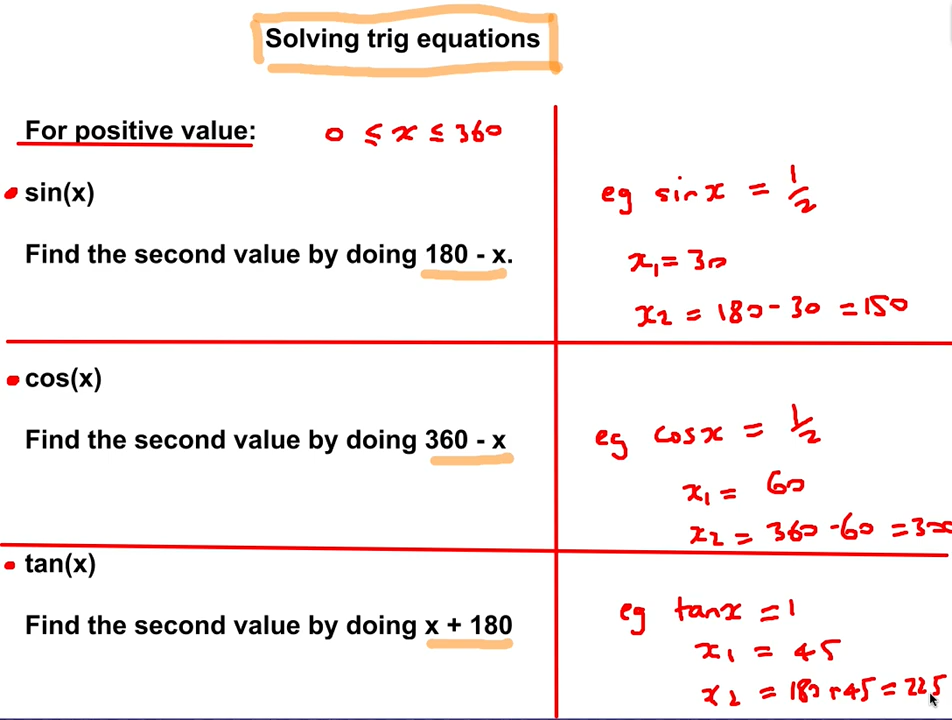 Solving trig equations
For positive value: 0 ≤ x ≤ 360
sin(x)
eg sin x = 1/2
Find the second value by doing 180 - x.
x₁ = 30
x₂ = 180 - 30 = 150
cos(x)
eg cos x = 1/2
Find the second value by doing 360 - x
x₁ = 60
x₂ = 360 - 60 = 300
tan(x)
eg tan x = 1
Find the second value by doing x + 180
x₁ = 45
x₂ = 180 + 45 = 225